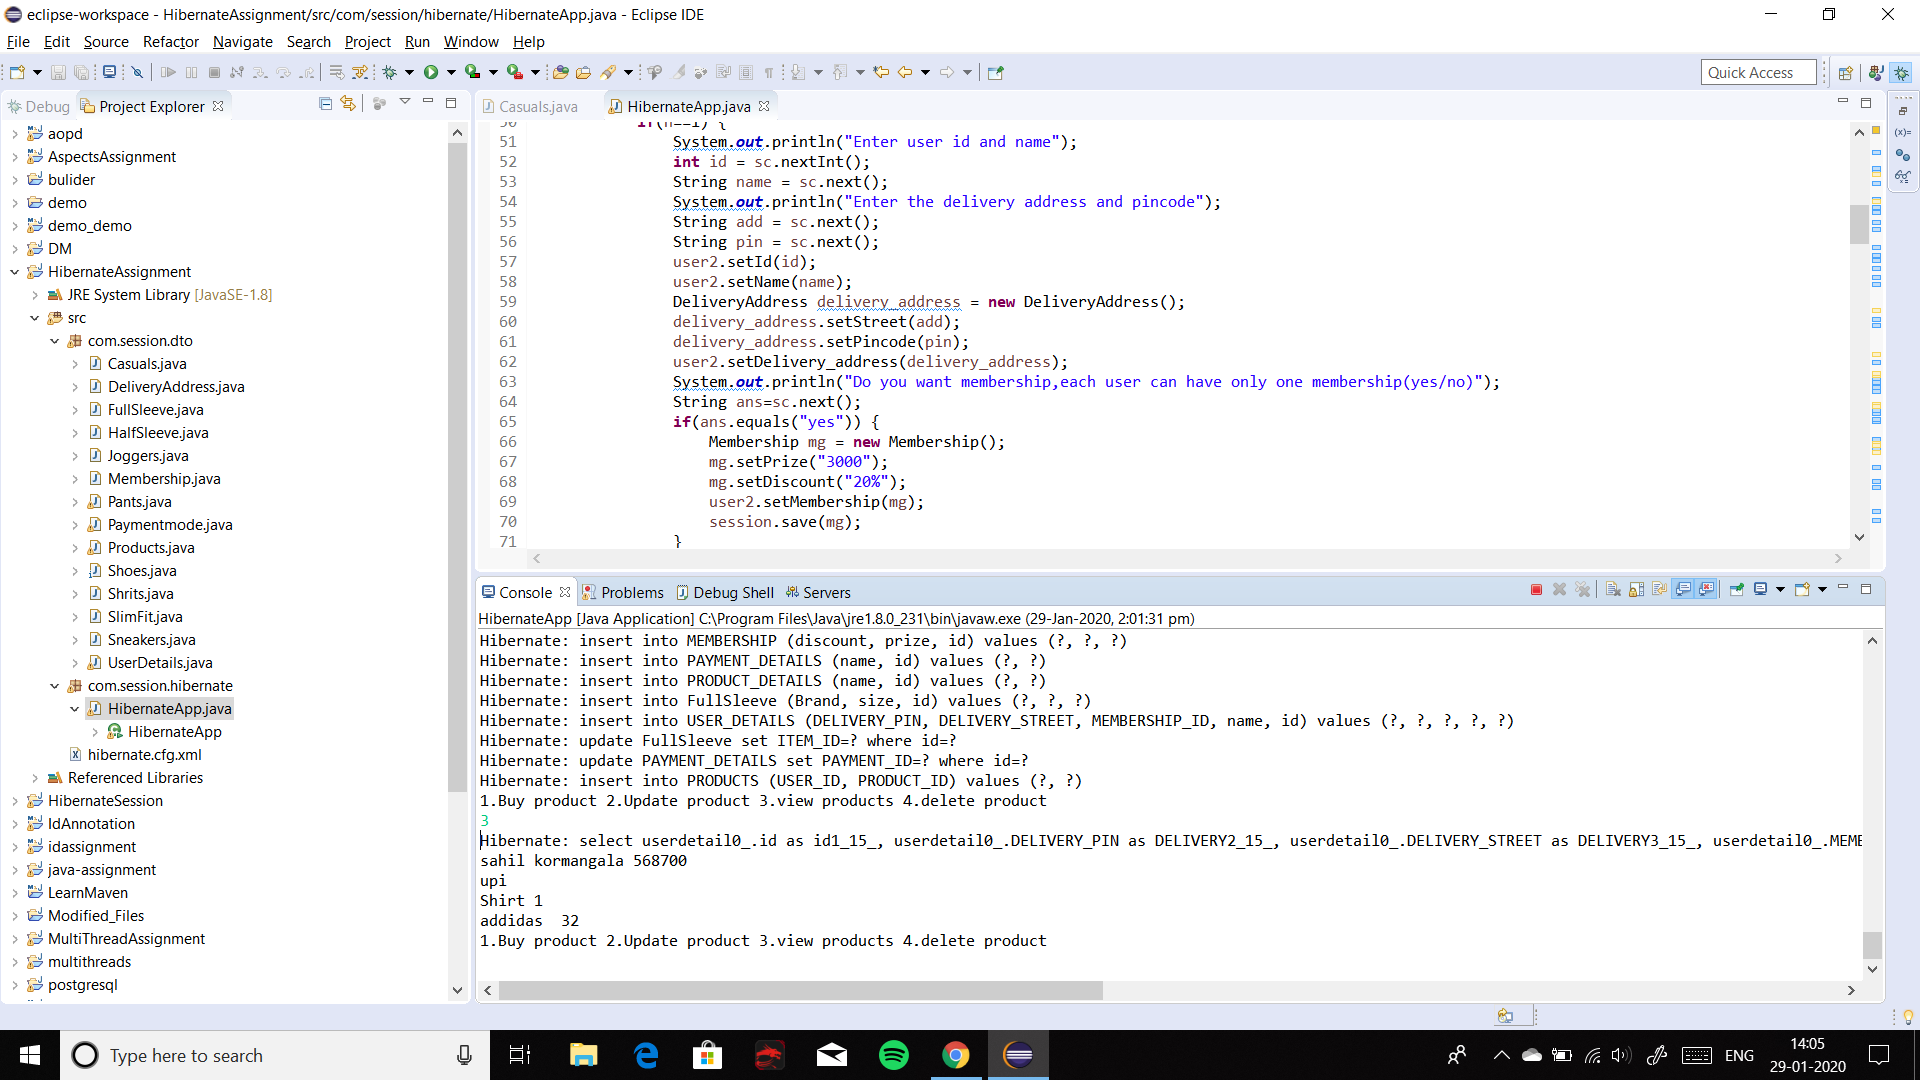 eclipse-workspace - HibernateAssignment/src/com/session/hibernate/HibernateApp.java - Eclipse IDE
File Edit Source Refactor Navigate Search Project Run Window Help
Quick Access
Debug Project Explorer
aopd
AspectsAssignment
bulider
demo
demo_demo
DM
HibernateAssignment
JRE System Library [JavaSE-1.8]
src
com.session.dto
Casuals.java
DeliveryAddress.java
FullSleeve.java
HalfSleeve.java
Joggers.java
Membership.java
Pants.java
Paymentmode.java
Products.java
Shoes.java
Shrits.java
SlimFit.java
Sneakers.java
UserDetails.java
com.session.hibernate
HibernateApp.java
HibernateApp
hibernate.cfg.xml
Referenced Libraries
HibernateSession
IdAnnotation
idassignment
java-assignment
LearnMaven
Modified_Files
MultiThreadAssignment
multithreads
postgresql
Casuals.java HibernateApp.java
50 if(n==1) {
51 System.out.println("Enter user id and name");
52 int id = sc.nextInt();
53 String name = sc.next();
54 System.out.println("Enter the delivery address and pincode");
55 String add = sc.next();
56 String pin = sc.next();
57 user2.setId(id);
58 user2.setName(name);
59 DeliveryAddress delivery_address = new DeliveryAddress();
60 delivery_address.setStreet(add);
61 delivery_address.setPincode(pin);
62 user2.setDelivery_address(delivery_address);
63 System.out.println("Do you want membership,each user can have only one membership(yes/no)");
64 String ans=sc.next();
65 if(ans.equals("yes")) {
66 Membership mg = new Membership();
67 mg.setPrize("3000");
68 mg.setDiscount("20%");
69 user2.setMembership(mg);
70 session.save(mg);
71 }
Console Problems Debug Shell Servers
HibernateApp [Java Application] C:\Program Files\Java\jre1.8.0_231\bin\javaw.exe (29-Jan-2020, 2:01:31 pm)
Hibernate: insert into MEMBERSHIP (discount, prize, id) values (?, ?, ?)
Hibernate: insert into PAYMENT_DETAILS (name, id) values (?, ?)
Hibernate: insert into PRODUCT_DETAILS (name, id) values (?, ?)
Hibernate: insert into FullSleeve (Brand, size, id) values (?, ?, ?)
Hibernate: insert into USER_DETAILS (DELIVERY_PIN, DELIVERY_STREET, MEMBERSHIP_ID, name, id) values (?, ?, ?, ?, ?)
Hibernate: update FullSleeve set ITEM_ID=? where id=?
Hibernate: update PAYMENT_DETAILS set PAYMENT_ID=? where id=?
Hibernate: insert into PRODUCTS (USER_ID, PRODUCT_ID) values (?, ?)
1.Buy product 2.Update product 3.view products 4.delete product
3
Hibernate: select userdetail0_.id as id1_15_, userdetail0_.DELIVERY_PIN as DELIVERY2_15_, userdetail0_.DELIVERY_STREET as DELIVERY3_15_, userdetail0_.MEME
sahil kormangala 568700
upi
Shirt 1
addidas  32
1.Buy product 2.Update product 3.view products 4.delete product
Type here to search
ENG
14:05
29-01-2020